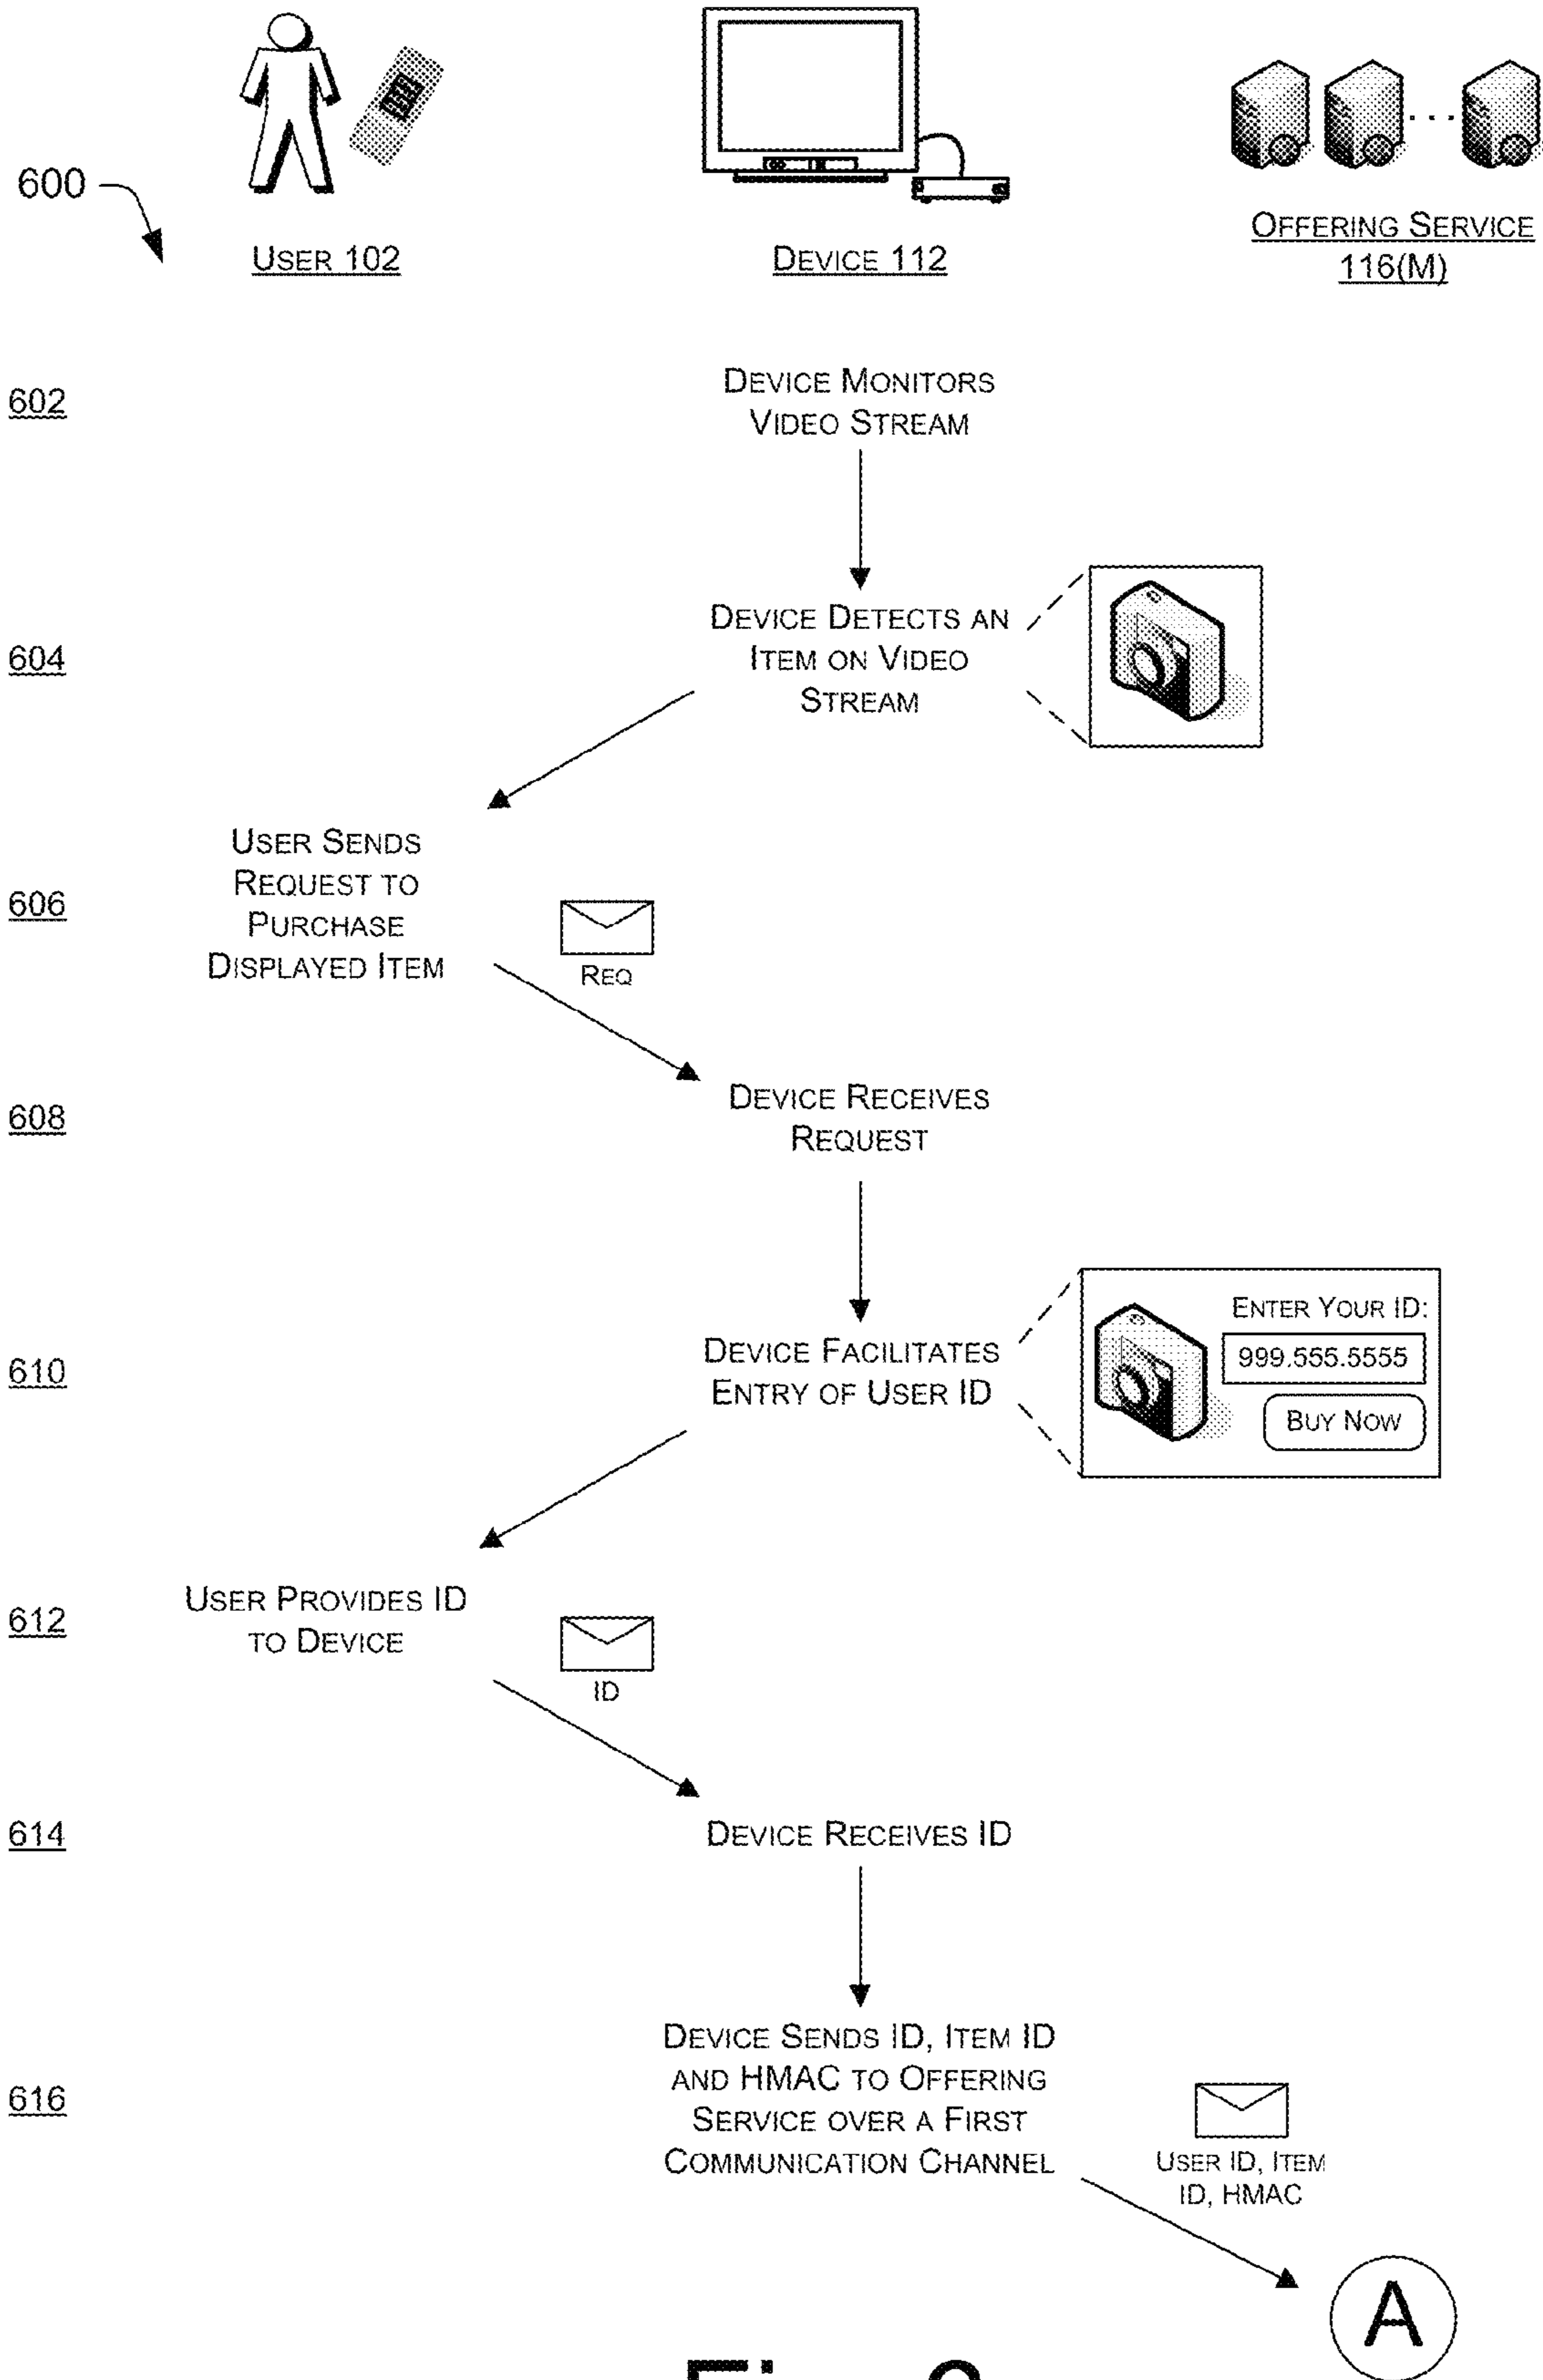 600
USER 102
DEVICE 112
OFFERING SERVICE
116(M)
602
DEVICE MONITORS
VIDEO STREAM
604
DEVICE DETECTS AN
ITEM ON VIDEO
STREAM
606
USER SENDS
REQUEST TO
PURCHASE
DISPLAYED ITEM
REQ
608
DEVICE RECEIVES
REQUEST
610
DEVICE FACILITATES
ENTRY OF USER ID
ENTER YOUR ID:
999.555.5555
BUY NOW
612
USER PROVIDES ID
TO DEVICE
ID
614
DEVICE RECEIVES ID
616
DEVICE SENDS ID, ITEM ID
AND HMAC TO OFFERING
SERVICE OVER A FIRST
COMMUNICATION CHANNEL
USER ID, ITEM
ID, HMAC
A